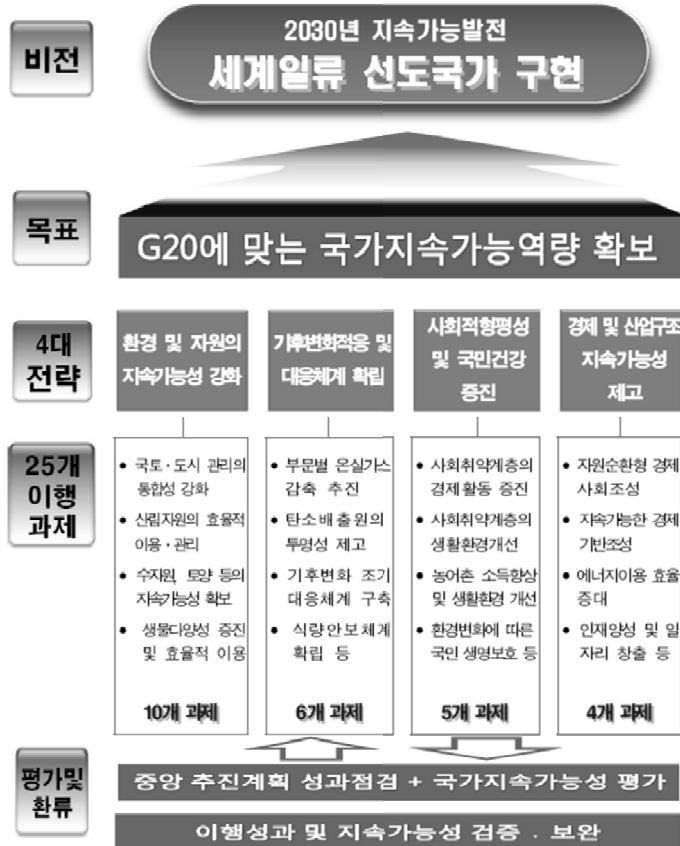 비전
2030년 지속가능발전
세계일류 선도국가 구현
목표
G20에 맞는 국가지속가능역량 확보
4대
전략
환경 및 자원의
지속가능성 강화
기후변화적응 및
대응체계 확립
사회적형평성
및 국민건강
증진
경제 및 산업구조
지속가능성
제고
25개
이행
과제
• 국토·도시 관리의
통합성 강화
• 산림자원의 효율적
이용·관리
• 수자원, 토양 등의
지속가능성 확보
• 생물다양성 증진
및 효율적 이용
10개 과제
• 부문별 온실가스
감축 추진
• 탄소배출원의
투명성 제고
• 기후변화 조기
대응체계 구축
• 식량안보체계
확립 등
6개 과제
• 사회취약계층의
경제활동 증진
• 사회취약계층의
생활환경개선
• 농어촌 소득향상
및 생활환경 개선
• 환경변화에 따른
국민 생명보호 등
5개 과제
• 자원순환형 경제
사회조성
• 지속가능한 경제
기반조성
• 에너지이용 효율
증대
• 인재양성 및 일
자리 창출 등
4개 과제
평가및
환류
중앙 추진계획 성과점검 + 국가지속가능성 평가
이행성과 및 지속가능성 검증 . 보완